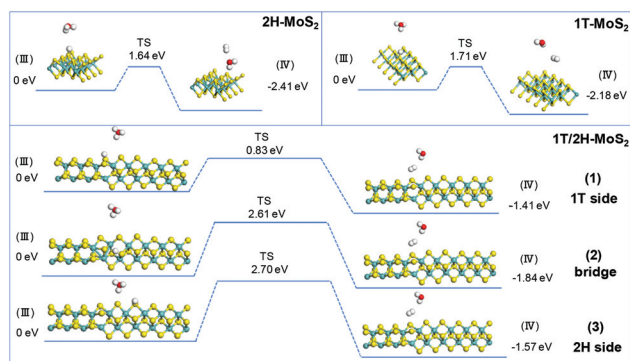 2H-MoS₂
TS
1.64 eV
(III)
0 eV
(IV)
-2.41 eV
1T-MoS₂
TS
1.71 eV
(III)
0 eV
(IV)
-2.18 eV
1T/2H-MoS₂
TS
0.83 eV
(III)
0 eV
(IV)
-1.41 eV
(1)
1T side
TS
2.61 eV
(III)
0 eV
(IV)
-1.84 eV
(2)
bridge
TS
2.70 eV
(III)
0 eV
(IV)
-1.57 eV
(3)
2H side